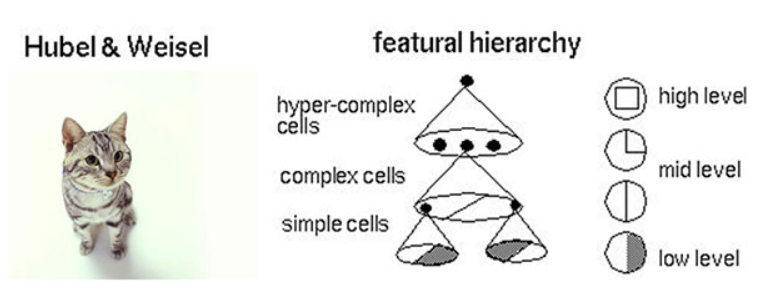 Hubel & Weisel
featural hierarchy
hyper-complex
cells
complex cells
simple cells
high level
mid level
low level